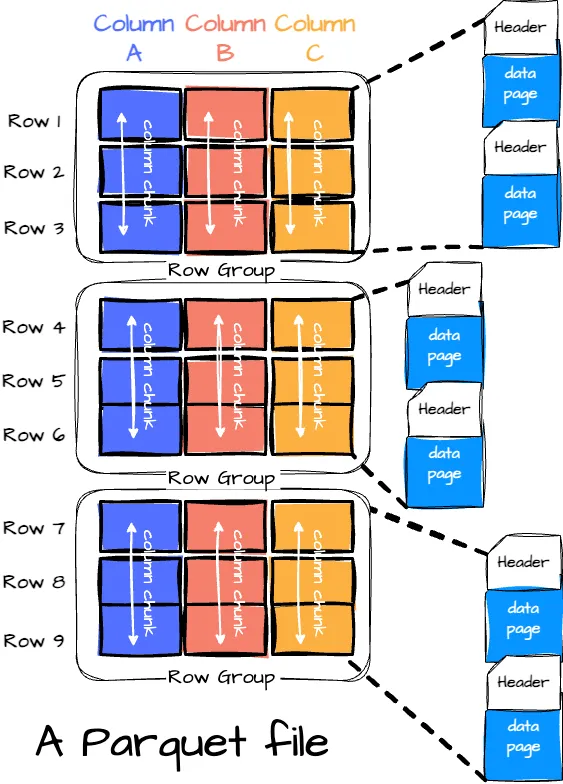 Column Column Column
A B C
Row 1
Row 2
Row 3
column chunk
column chunk
column chunk
Row Group
Header
data
page
Header
data
page
Row 4
Row 5
Row 6
column chunk
column chunk
column chunk
Row Group
Header
data
page
Header
data
page
Row 7
Row 8
Row 9
column chunk
column chunk
column chunk
Row Group
Header
data
page
Header
data
page
A Parquet file